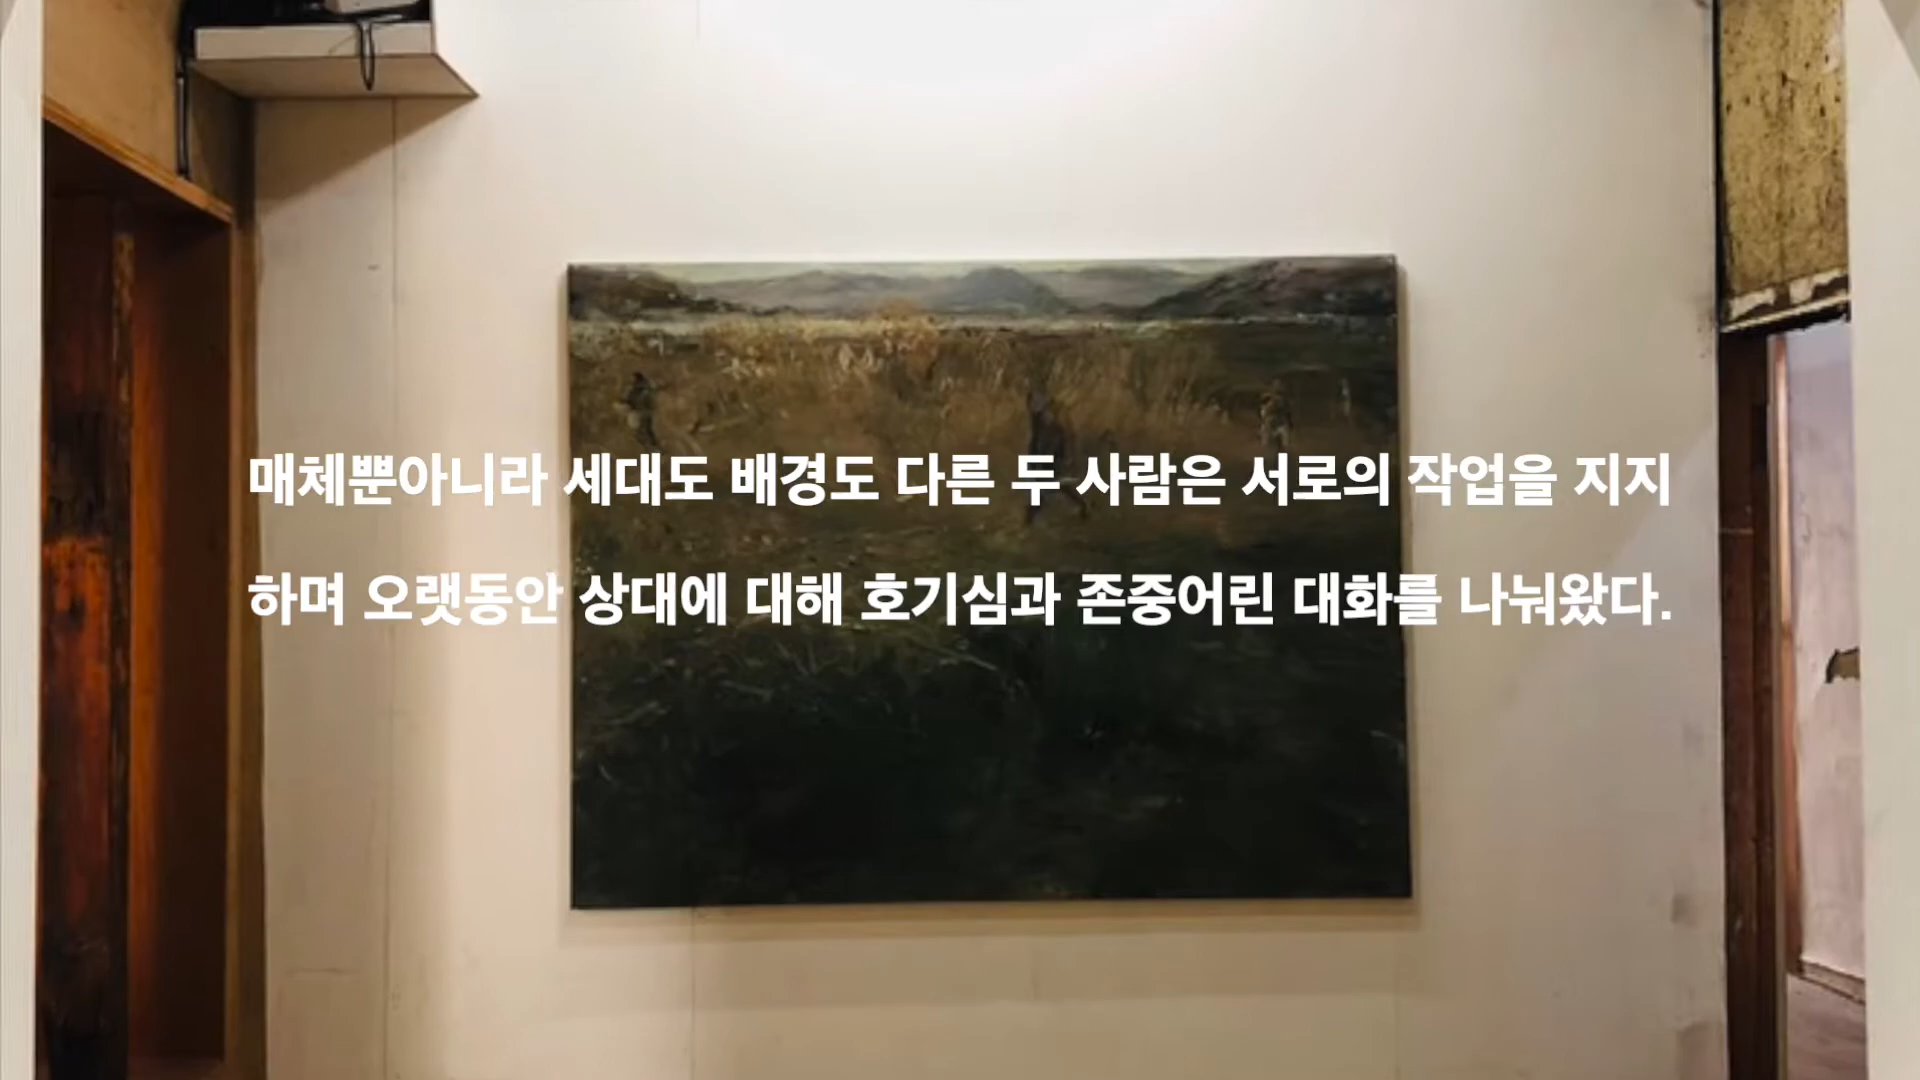 매체뿐아니라 세대도 배경도 다른 두 사람은 서로의 작업을 지지
하며 오랫동안 상대에 대해 호기심과 존중어린 대화를 나눠왔다.